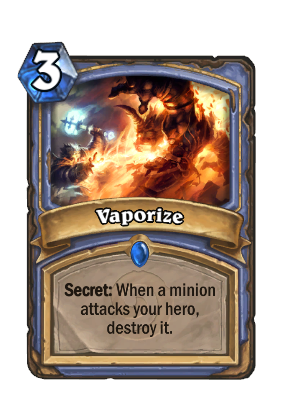 3
Vaporize
Secret: When a minion
attacks your hero,
destroy it.